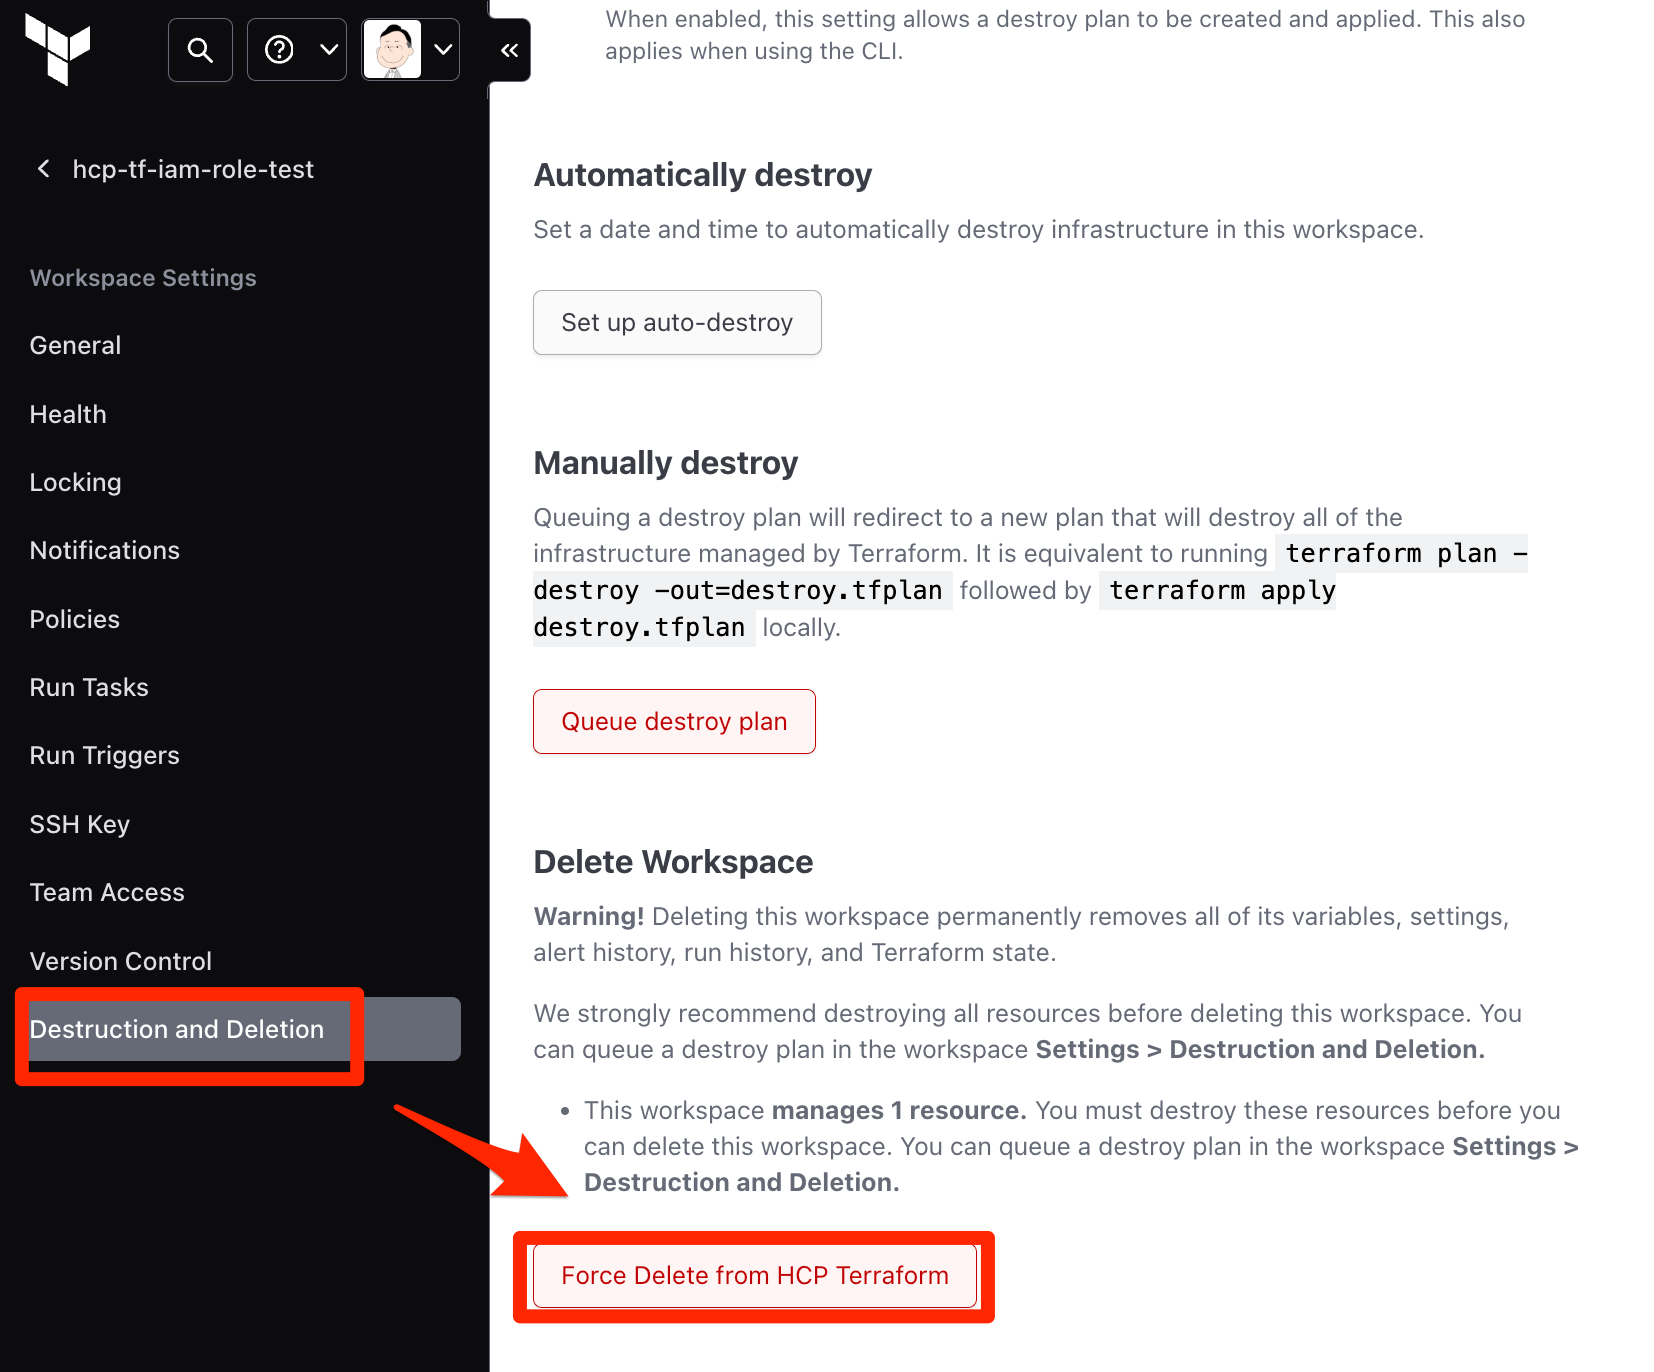 hcp-tf-iam-role-test
Workspace Settings
General
Health
Locking
Notifications
Policies
Run Tasks
Run Triggers
SSH Key
Team Access
Version Control
Destruction and Deletion
When enabled, this setting allows a destroy plan to be created and applied. This also
applies when using the CLI.
Automatically destroy
Set a date and time to automatically destroy infrastructure in this workspace.
Set up auto-destroy
Manually destroy
Queuing a destroy plan will redirect to a new plan that will destroy all of the
infrastructure managed by Terraform. It is equivalent to running terraform plan -
destroy -out=destroy.tfplan followed by terraform apply
destroy.tfplan locally.
Queue destroy plan
Delete Workspace
Warning! Deleting this workspace permanently removes all of its variables, settings,
alert history, run history, and Terraform state.
We strongly recommend destroying all resources before deleting this workspace. You
can queue a destroy plan in the workspace Settings > Destruction and Deletion.
• This workspace manages 1 resource. You must destroy these resources before you
can delete this workspace. You can queue a destroy plan in the workspace Settings >
Destruction and Deletion.
Force Delete from HCP Terraform